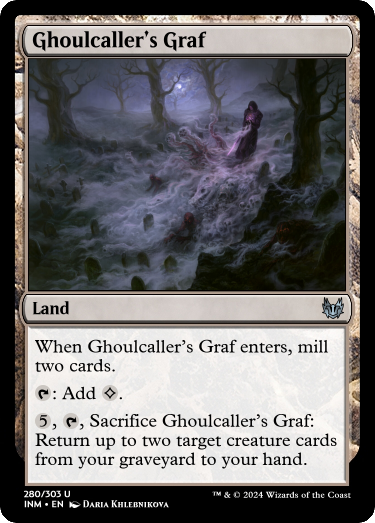 Ghoulcaller's Graf
Land
When Ghoulcaller's Graf enters, mill
two cards.
: Add .
5, , Sacrifice Ghoulcaller's Graf:
Return up to two target creature cards
from your graveyard to your hand.
280/303 U
INM • EN Daria Khlebnikova
™ & © 2024 Wizards of the Coast